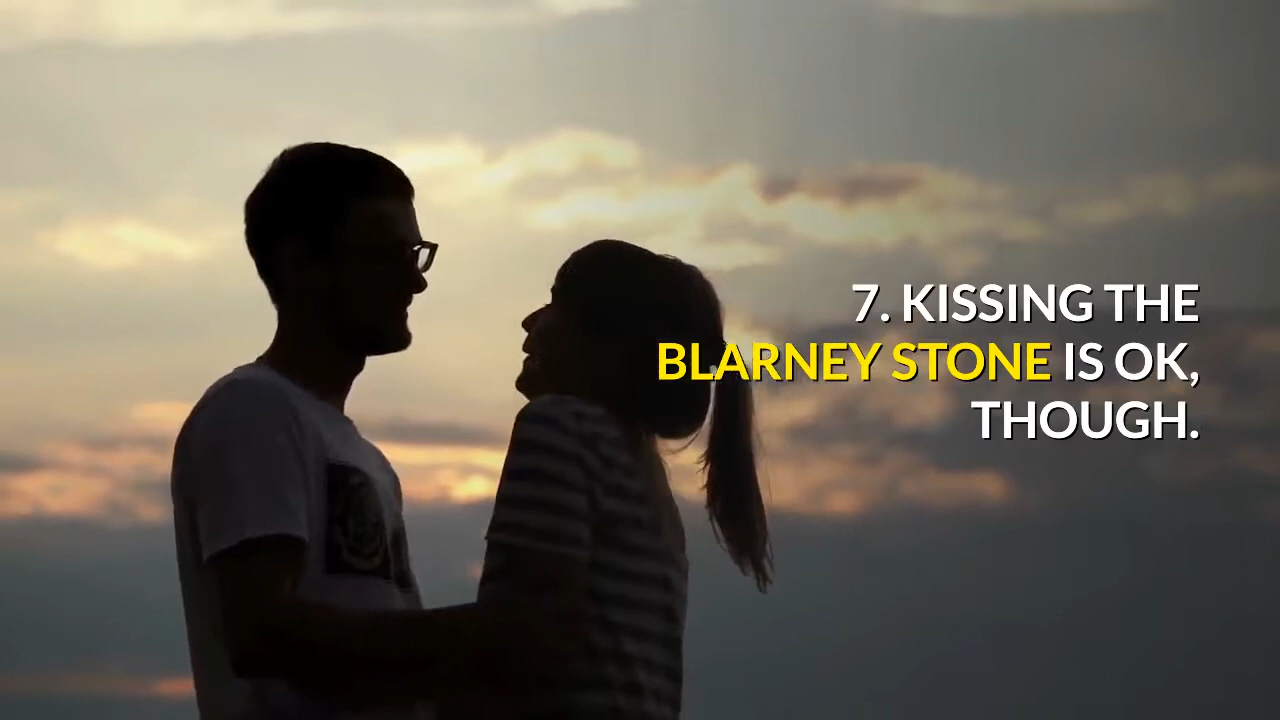 7. KISSING THE
BLARNEY STONE IS OK,
THOUGH.